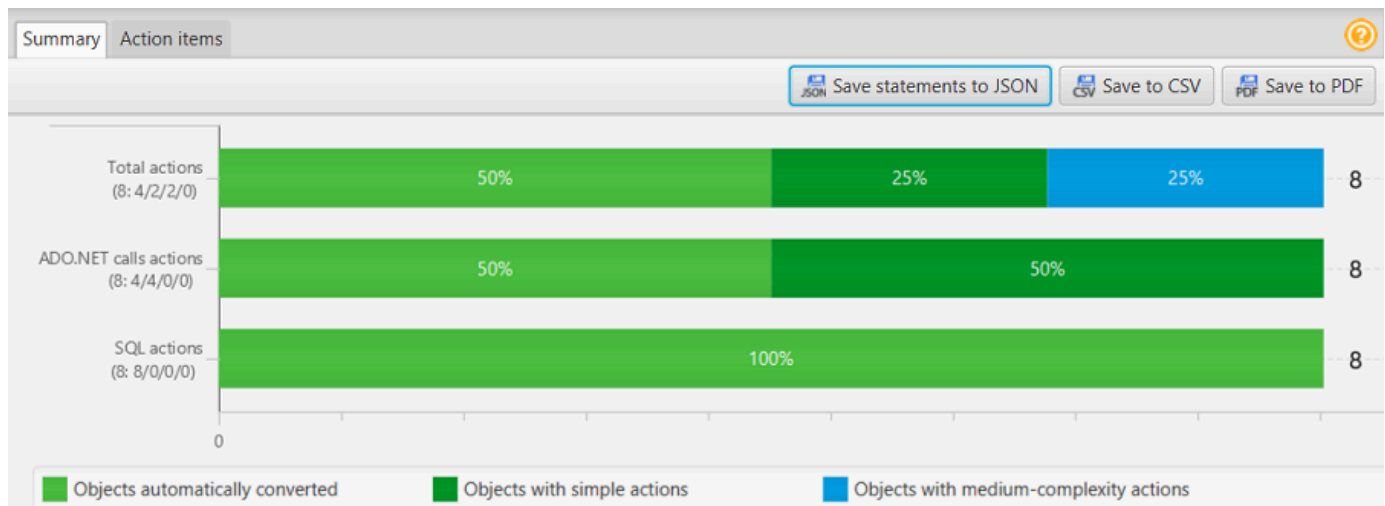 Summary Action items
JSON Save statements to JSON CSV Save to CSV PDF Save to PDF
Total actions
(8: 4/2/2/0)
50% 25% 25% 8
ADO.NET calls actions
(8: 4/4/0/0)
50% 50% 8
SQL actions
(8: 8/0/0/0)
100% 8
0
Objects automatically converted Objects with simple actions Objects with medium-complexity actions